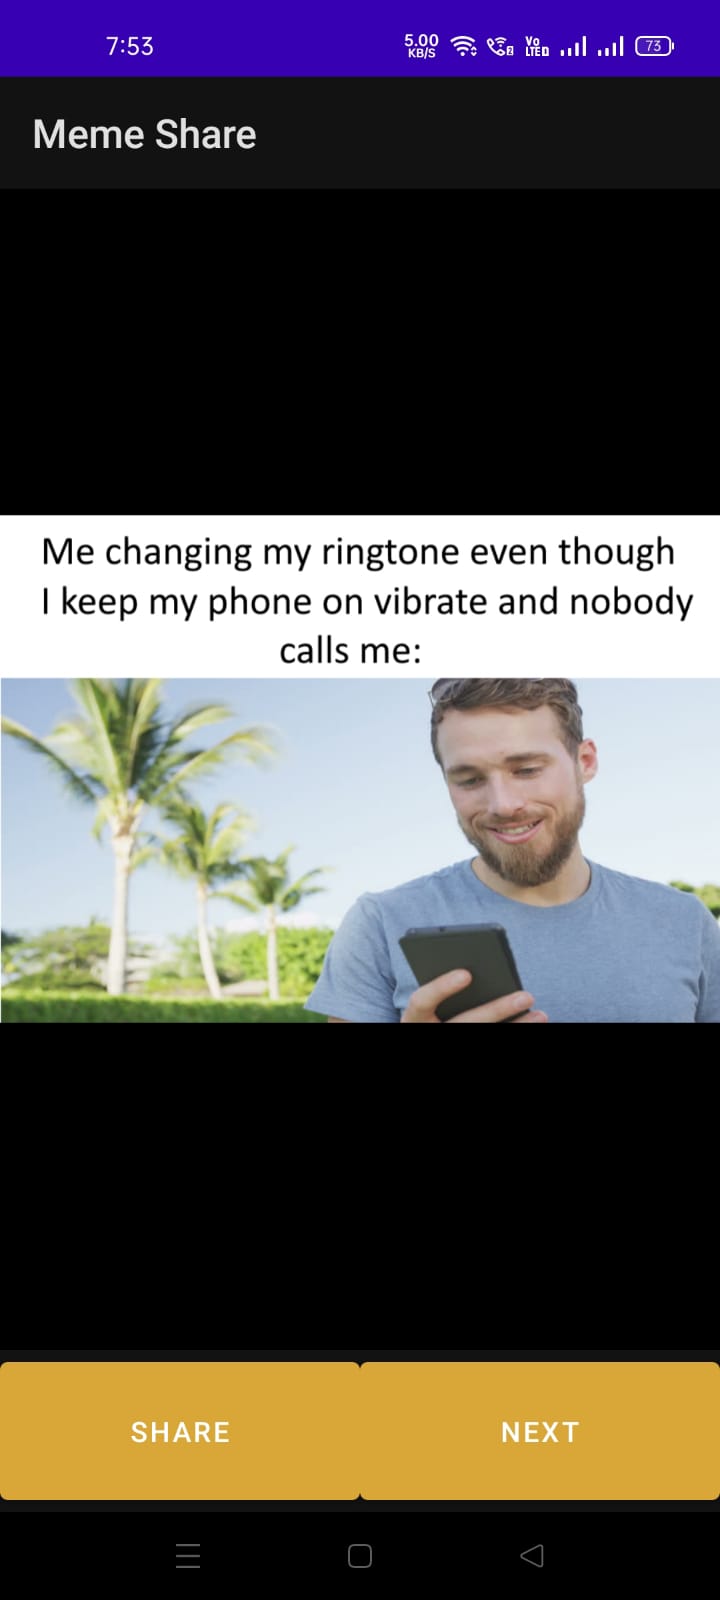 7:53
5.00
KB/S
Vo
LTE
73
Meme Share
Me changing my ringtone even though
I keep my phone on vibrate and nobody
calls me:
SHARE
NEXT